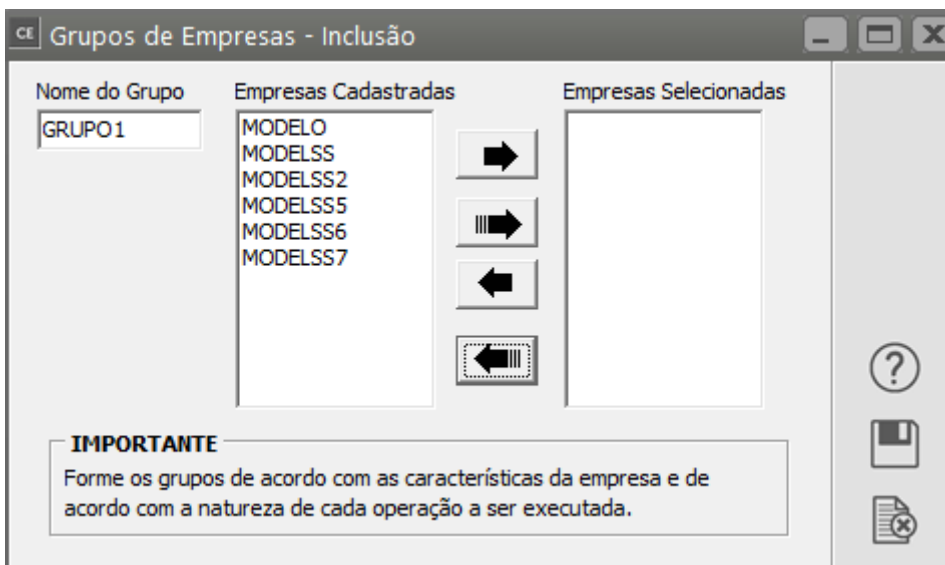 CE Grupos de Empresas - Inclusão
Nome do Grupo
GRUPO1
Empresas Cadastradas
MODELO
MODELSS
MODELSS2
MODELSS5
MODELSS6
MODELSS7
Empresas Selecionadas
IMPORTANTE
Forme os grupos de acordo com as características da empresa e de
acordo com a natureza de cada operação a ser executada.